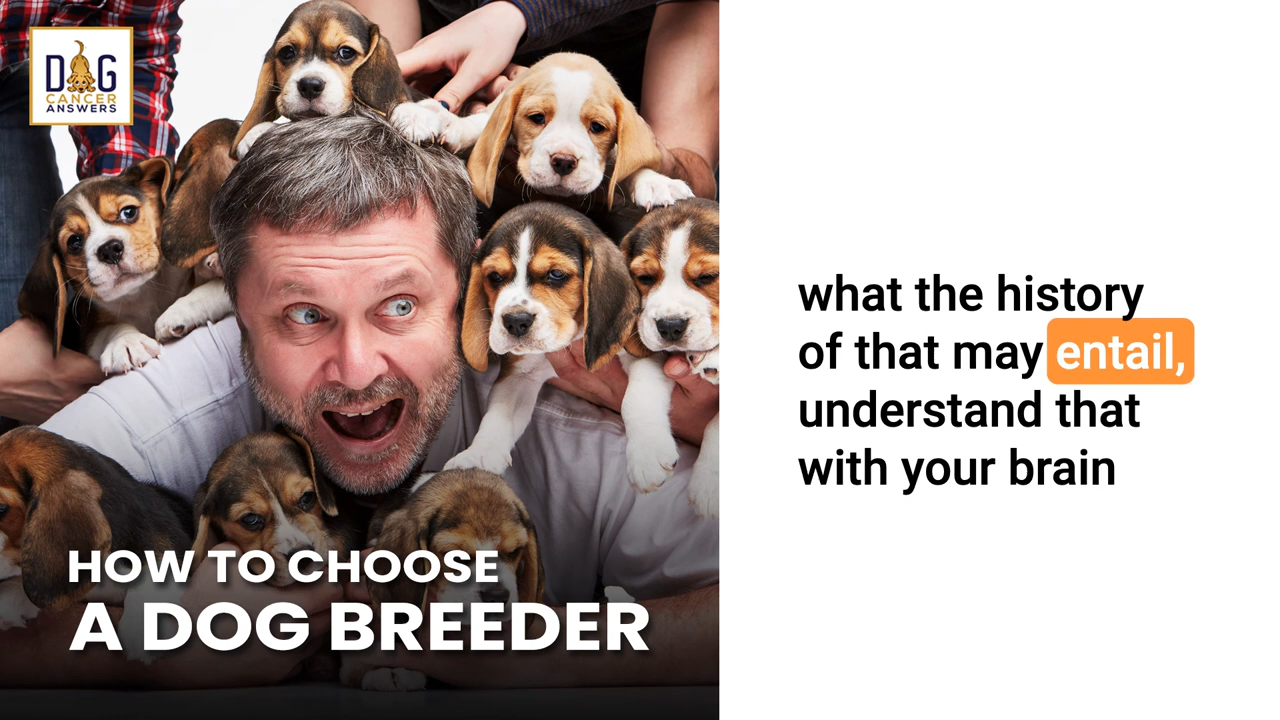 DOG
CANCER
ANSWERS
HOW TO CHOOSE
A DOG BREEDER
what the history
of that may entail,
understand that
with your brain